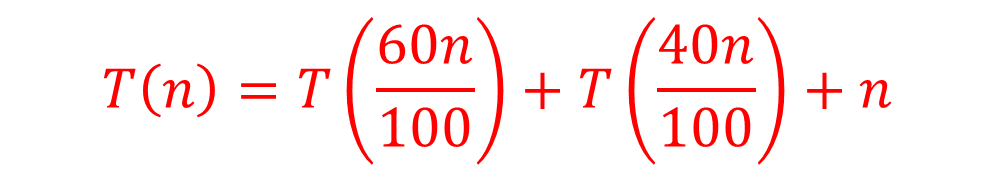 T(n) = T(60n/100) + T(40n/100) + n